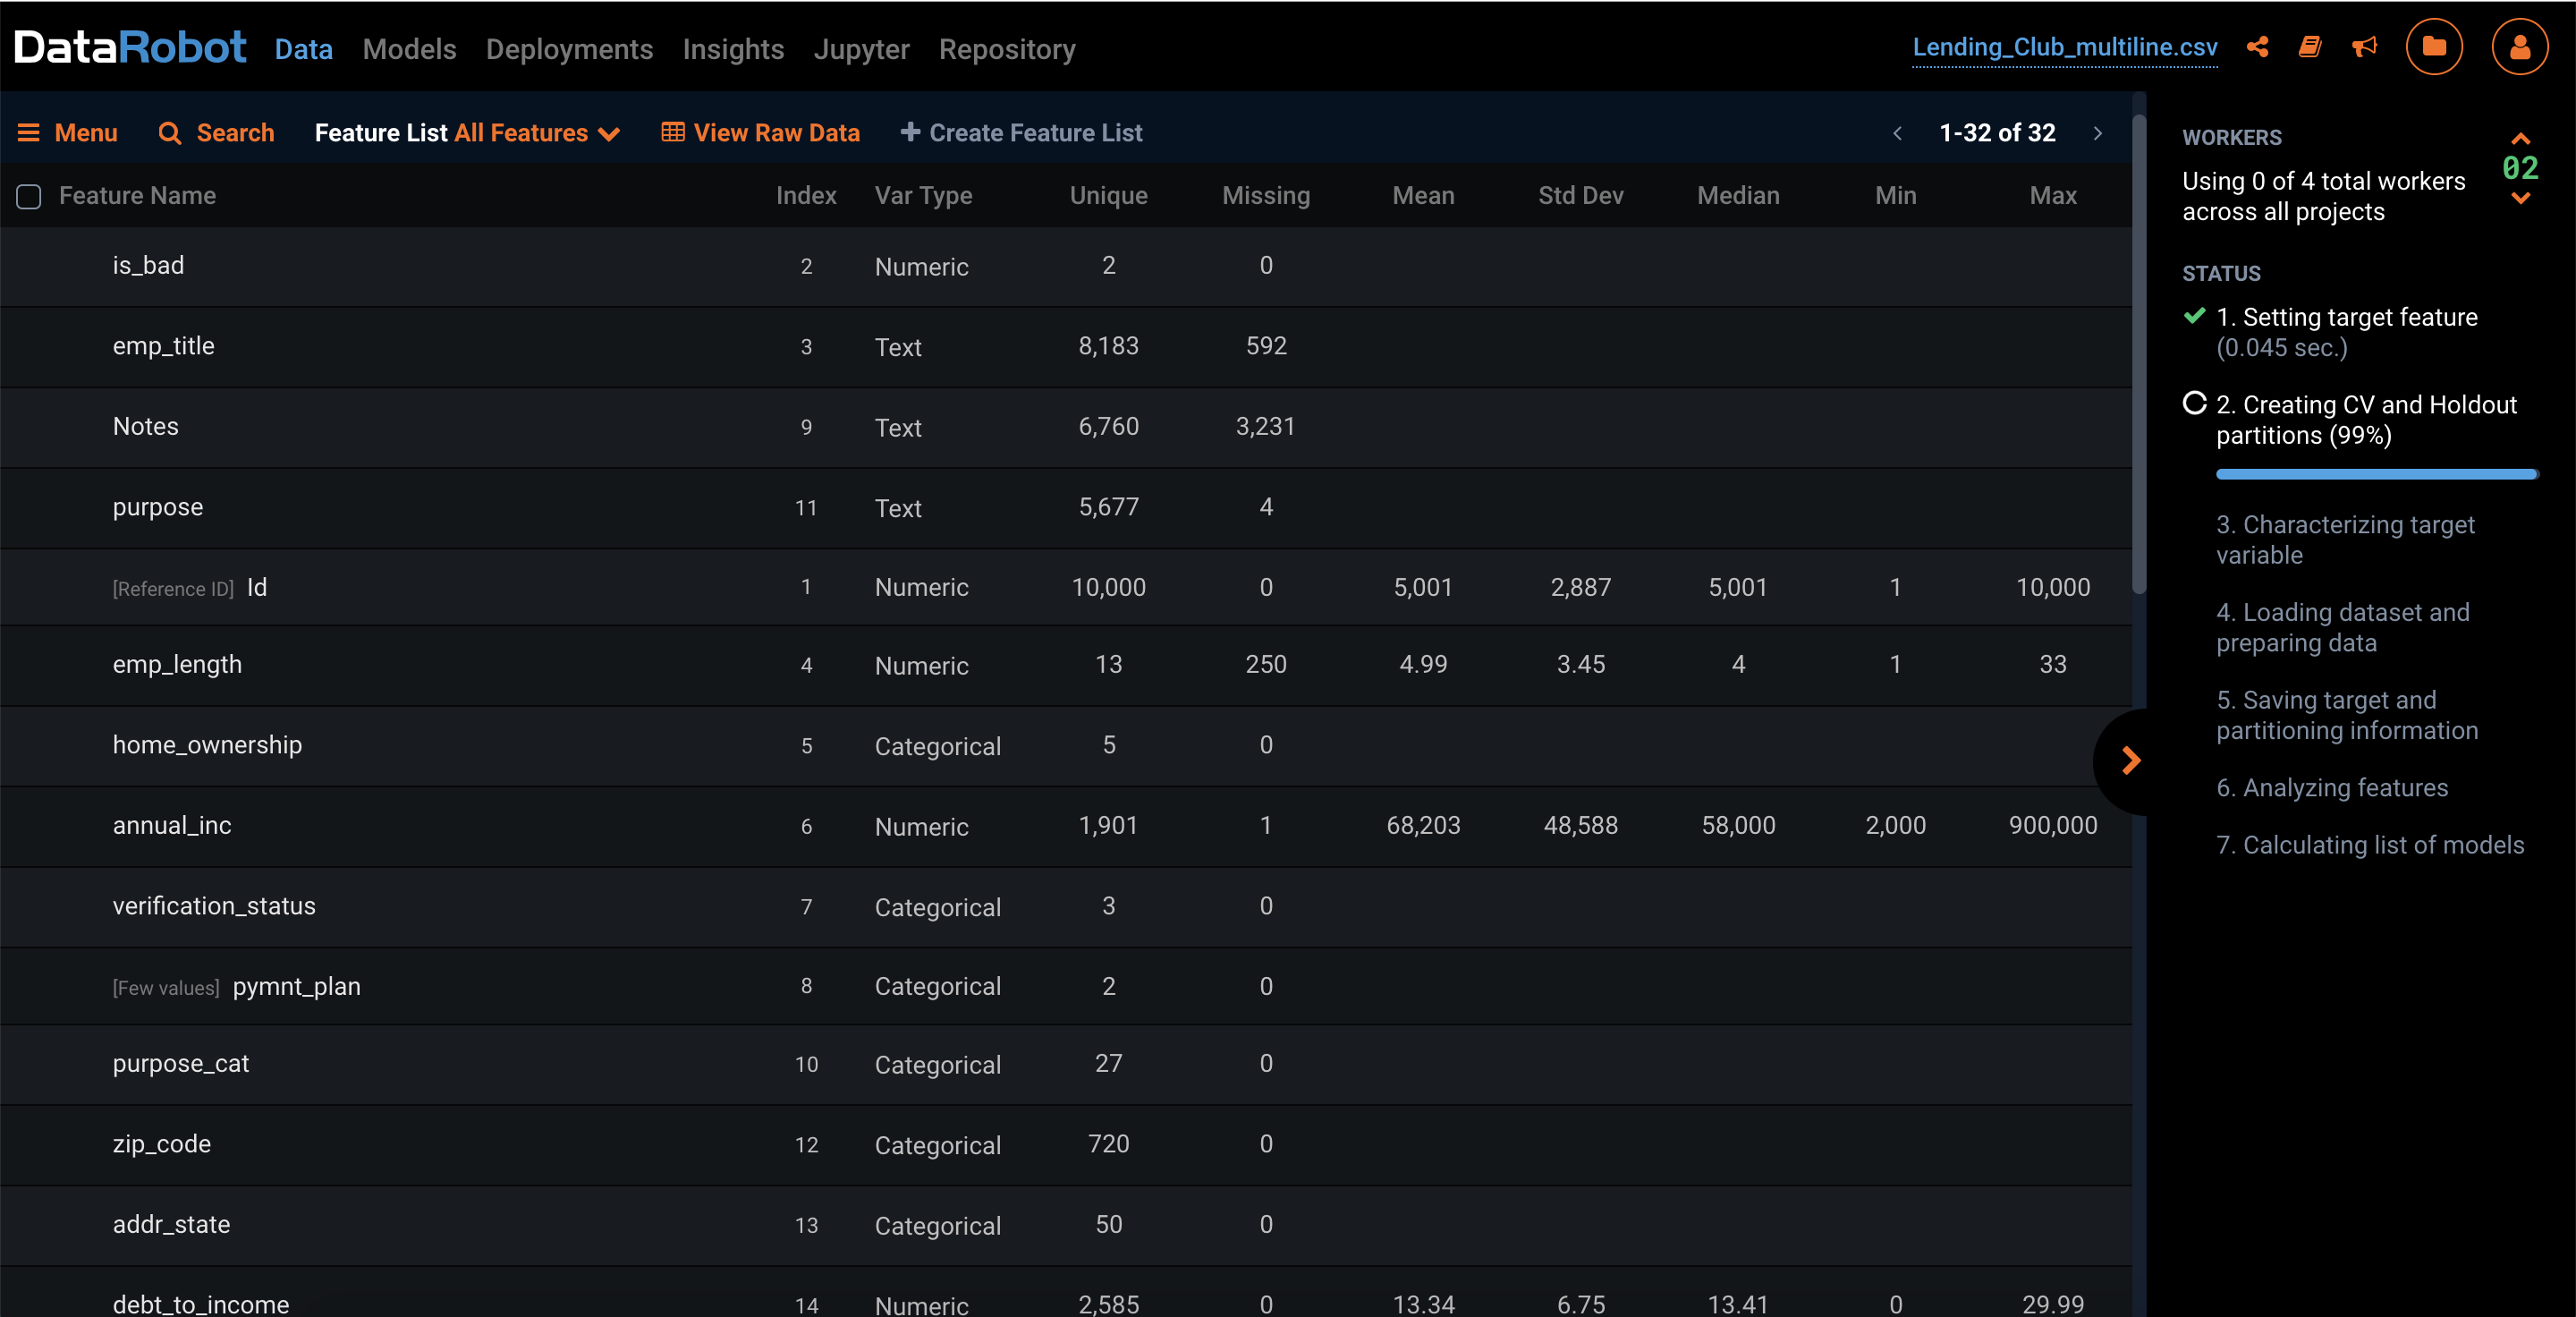 DataRobot Data Models Deployments Insights Jupyter Repository Lending_Club_multiline.csv
Menu Search Feature List All Features View Raw Data + Create Feature List < 1-32 of 32 >
Feature Name Index Var Type Unique Missing Mean Std Dev Median Min Max
is_bad 2 Numeric 2 0
emp_title 3 Text 8,183 592
Notes 9 Text 6,760 3,231
purpose 11 Text 5,677 4
[Reference ID] Id 1 Numeric 10,000 0 5,001 2,887 5,001 1 10,000
emp_length 4 Numeric 13 250 4.99 3.45 4 1 33
home_ownership 5 Categorical 5 0
annual_inc 6 Numeric 1,901 1 68,203 48,588 58,000 2,000 900,000
verification_status 7 Categorical 3 0
[Few values] pymnt_plan 8 Categorical 2 0
purpose_cat 10 Categorical 27 0
zip_code 12 Categorical 720 0
addr_state 13 Categorical 50 0
debt_to_income 14 Numeric 2,585 0 13.34 6.75 13.41 0 29.99
WORKERS
02
Using 0 of 4 total workers
across all projects
STATUS
1. Setting target feature
(0.045 sec.)
2. Creating CV and Holdout
partitions (99%)
3. Characterizing target
variable
4. Loading dataset and
preparing data
5. Saving target and
partitioning information
6. Analyzing features
7. Calculating list of models